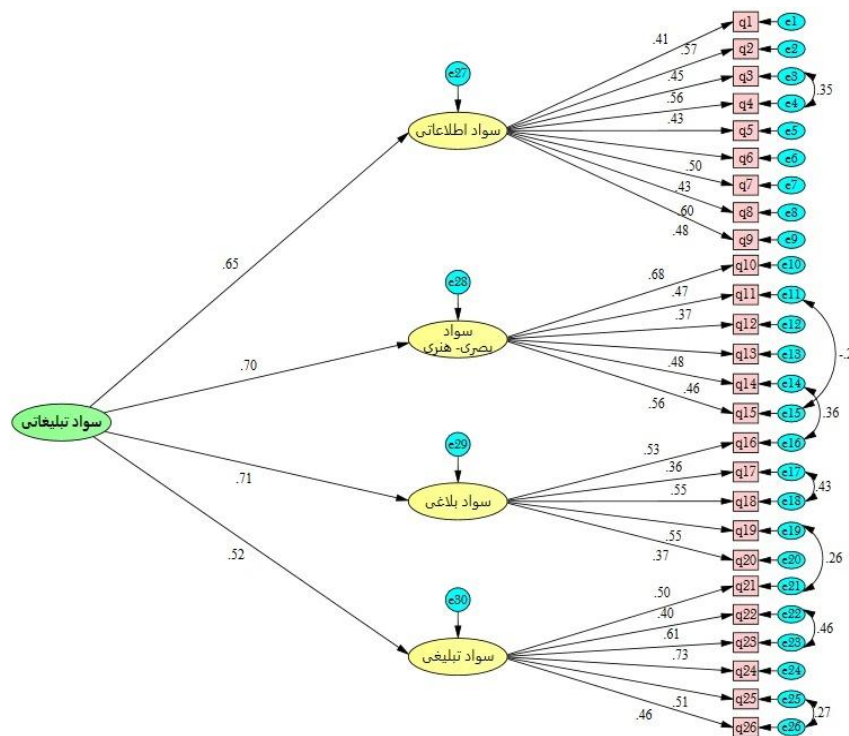 q1
e1
.41
.57
q2
e2
e27
.45
q3
e3
.35
.56
q4
e4
سواد اطلاعاتی
.43
q5
e5
q6
e6
.50
q7
e7
.43
q8
e8
.60
.48
q9
e9
.65
q10
e10
e28
.68
.47
q11
e11
.37
q12
e12
سواد
بصری- هنری
q13
e13
.70
.48
q14
e14
.46
.56
q15
e15
.36
سواد تبلیغاتی
e29
.53
q16
e16
.36
q17
e17
.43
.71
سواد بلاغی
.55
q18
e18
q19
e19
.55
.37
q20
e20
.26
.52
e30
.50
q21
e21
.40
q22
e22
.46
.61
q23
e23
سواد تبلیغی
.73
q24
e24
.51
q25
e25
.27
.46
q26
e26